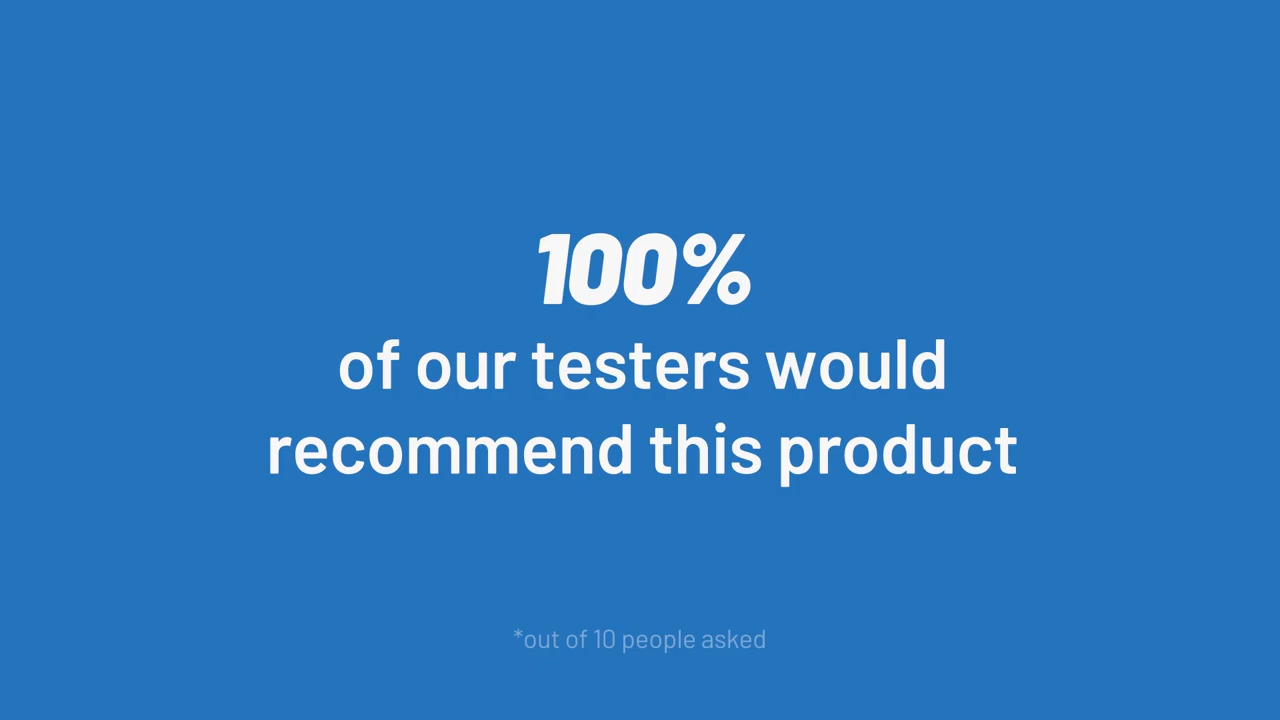 100%
of our testers would
recommend this product
*out of 10 people asked